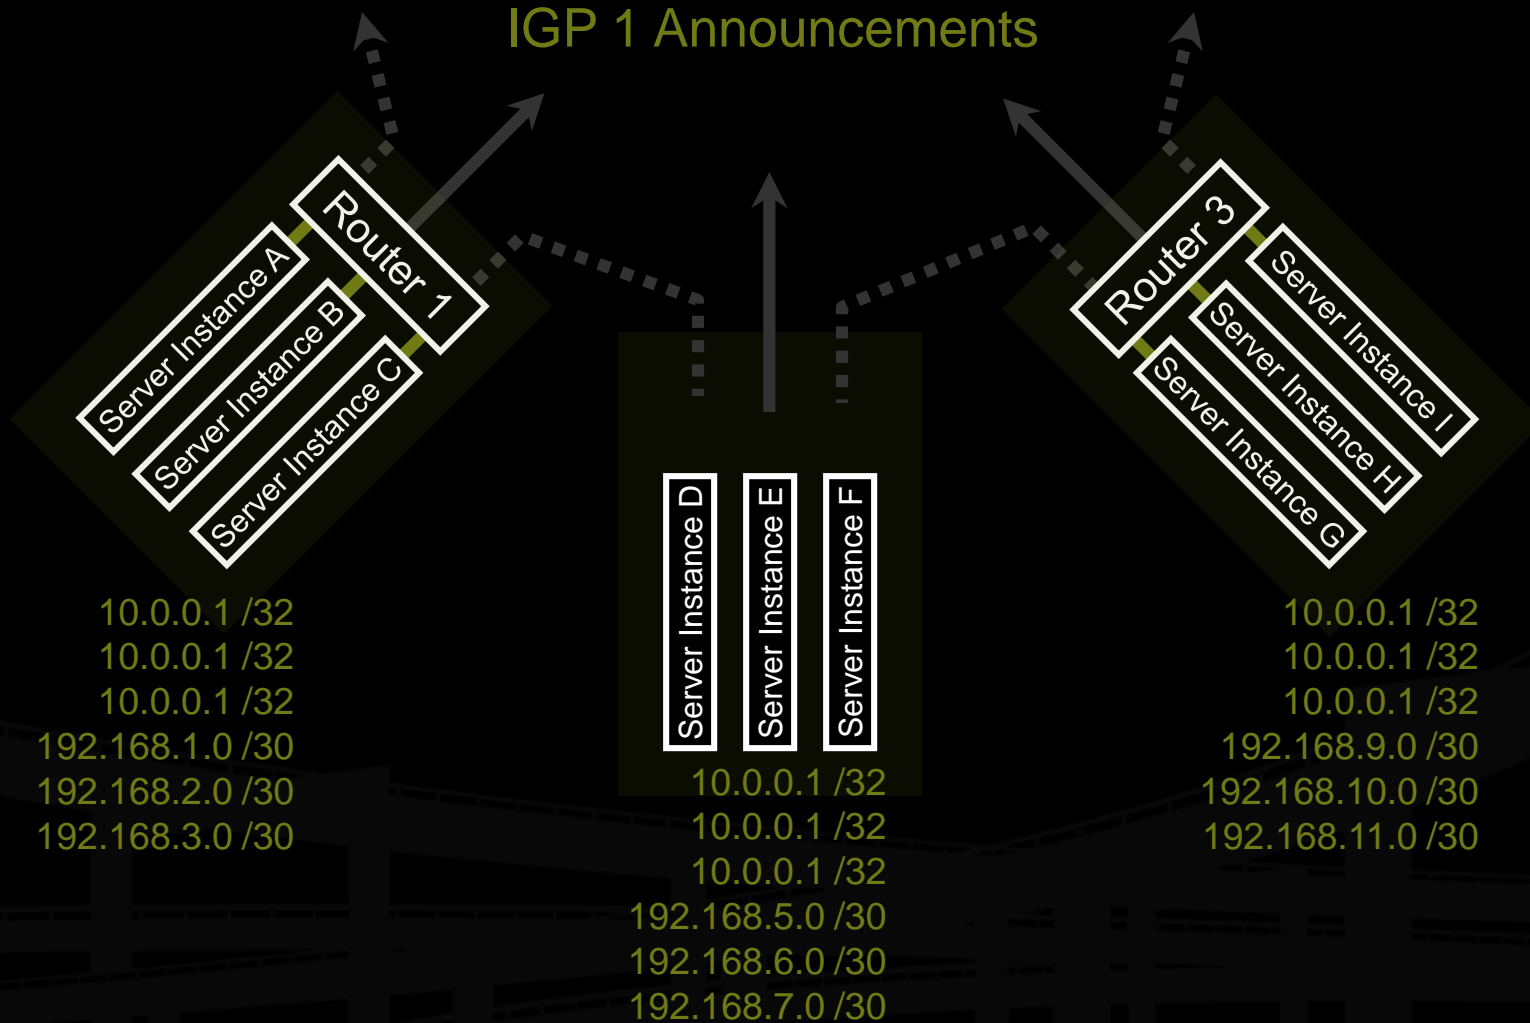 IGP 1 Announcements
Router 1
Server Instance A
Server Instance B
Server Instance C
10.0.0.1 /32
10.0.0.1 /32
10.0.0.1 /32
192.168.1.0 /30
192.168.2.0 /30
192.168.3.0 /30
Server Instance D
Server Instance E
Server Instance F
10.0.0.1 /32
10.0.0.1 /32
10.0.0.1 /32
192.168.5.0 /30
192.168.6.0 /30
192.168.7.0 /30
Router 3
Server Instance I
Server Instance H
Server Instance G
10.0.0.1 /32
10.0.0.1 /32
10.0.0.1 /32
192.168.9.0 /30
192.168.10.0 /30
192.168.11.0 /30